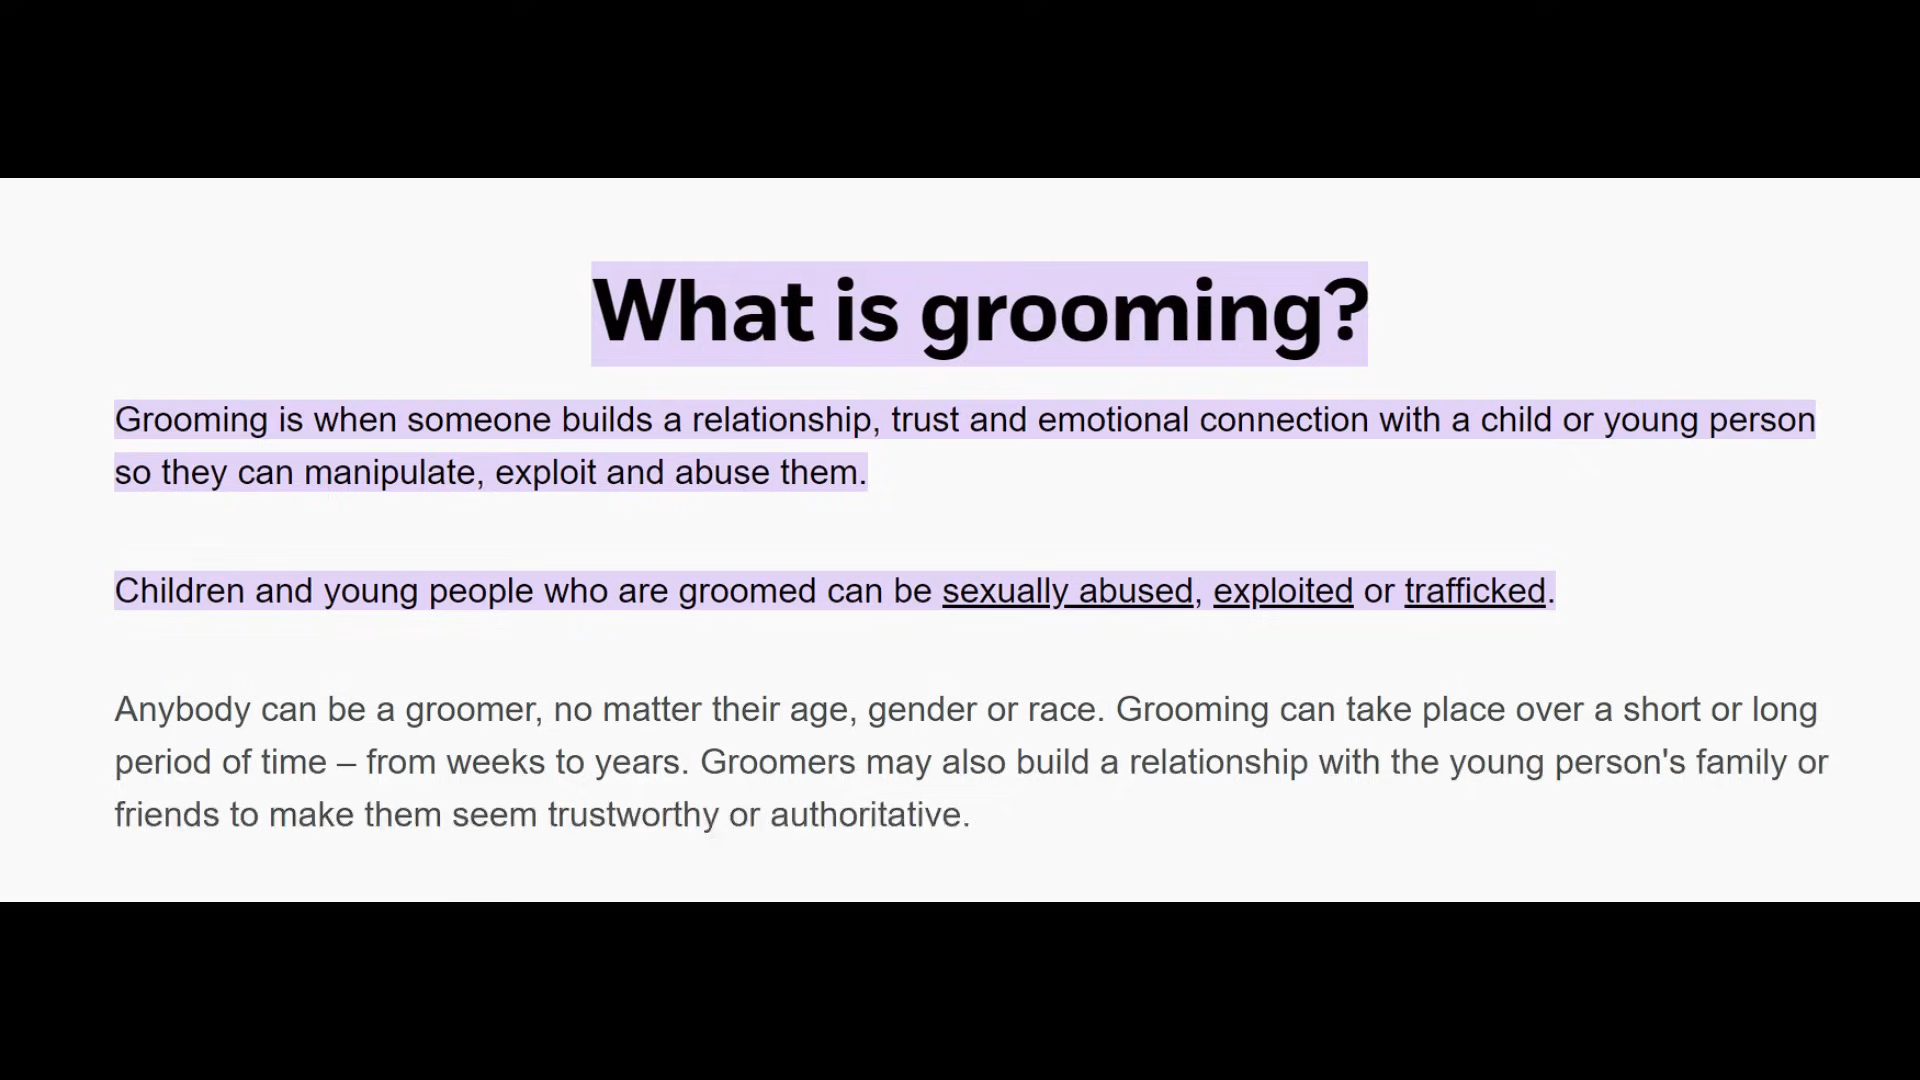 What is grooming?
Grooming is when someone builds a relationship, trust and emotional connection with a child or young person
so they can manipulate, exploit and abuse them.
Children and young people who are groomed can be sexually abused, exploited or trafficked.
Anybody can be a groomer, no matter their age, gender or race. Grooming can take place over a short or long
period of time – from weeks to years. Groomers may also build a relationship with the young person's family or
friends to make them seem trustworthy or authoritative.